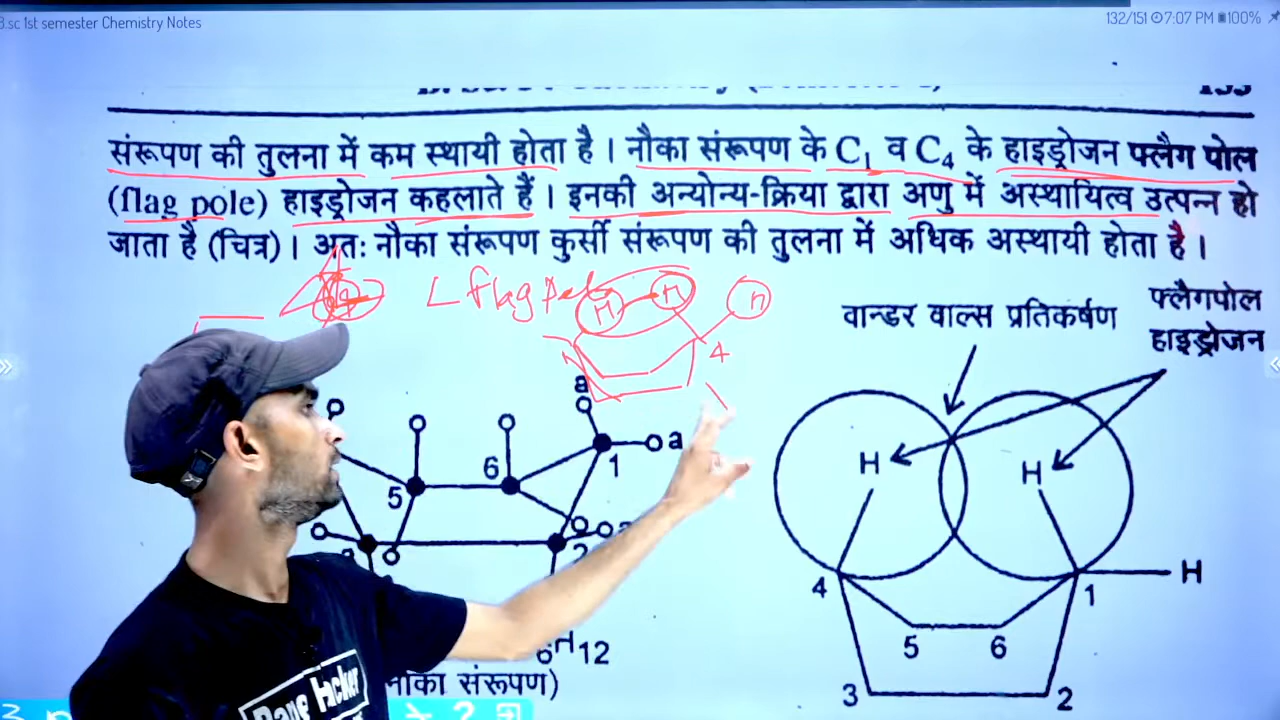 B.sc 1st semester Chemistry Notes
132/151 7:07 PM 100%
संरूपण की तुलना में कम स्थायी होता है । नौका संरूपण के C₁ व C₄ के हाइड्रोजन फ्लैग पोल
(flag pole) हाइड्रोजन कहलाते हैं । इनकी अन्योन्य-क्रिया द्वारा अणु में अस्थायित्व उत्पन्न हो
जाता है (चित्र) । अतः नौका संरूपण कुर्सी संरूपण की तुलना में अधिक अस्थायी होता है ।
flag
H
H
H
4
वान्डर वाल्स प्रतिकर्षण
फ्लैगपोल
हाइड्रोजन
a
a
1
6
5
2
H
H
H
4
1
5
6
3
2
6H12
नौका संरूपण)